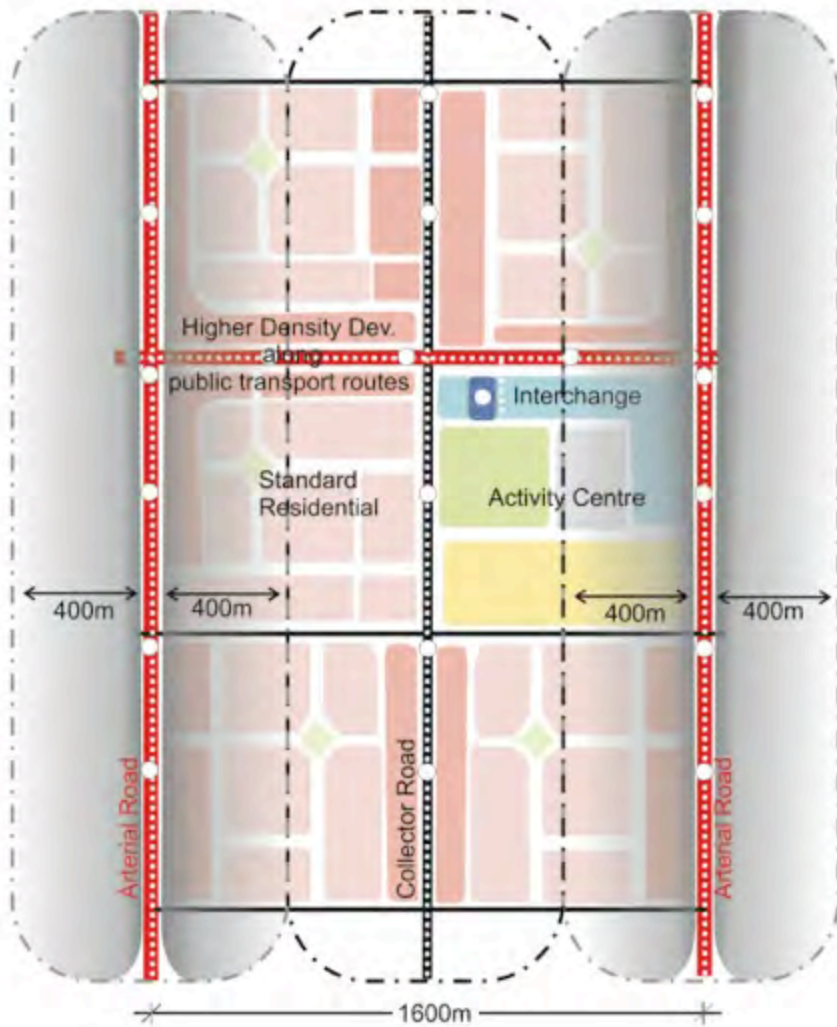 Higher Density Dev.
along
public transport routes
Interchange
Standard
Residential
Activity Centre
400m
400m
400m
400m
Arterial Road
Collector Road
Arterial Road
1600m